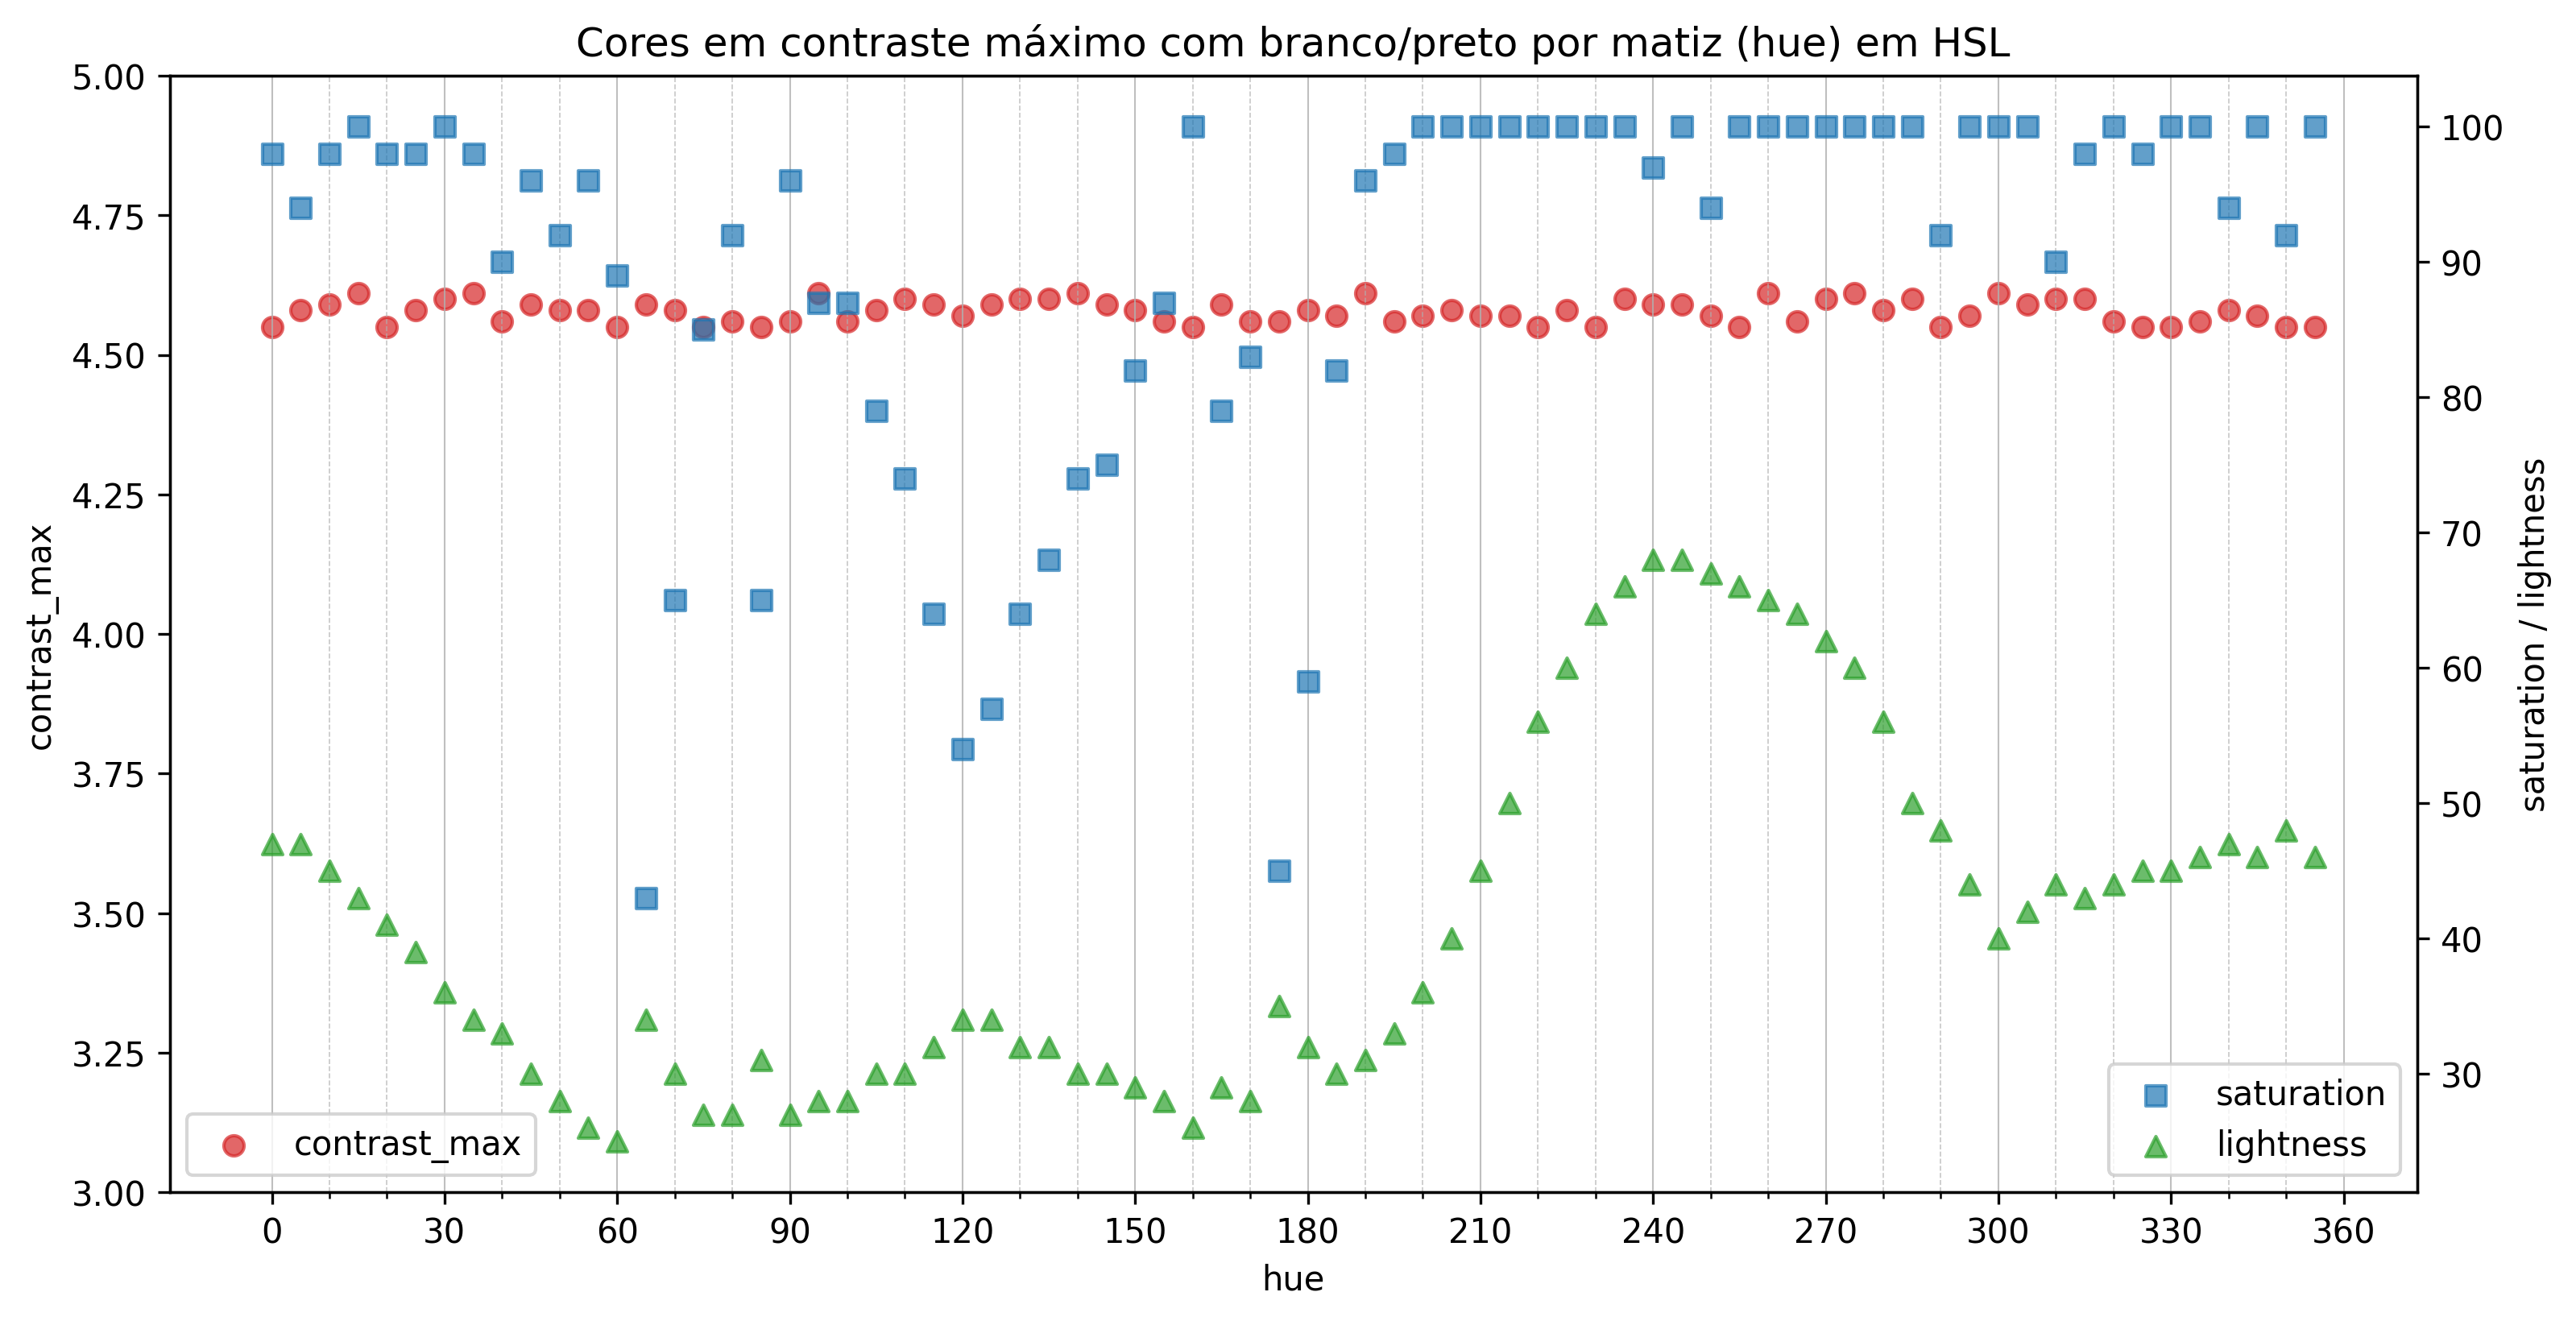 Cores em contraste máximo com branco/preto por matiz (hue) em HSL
5.00
4.75
4.50
4.25
4.00
3.75
3.50
3.25
3.00
contrast_max
100
90
80
70
60
50
40
30
saturation / lightness
contrast_max
saturation
lightness
0 30 60 90 120 150 180 210 240 270 300 330 360
hue